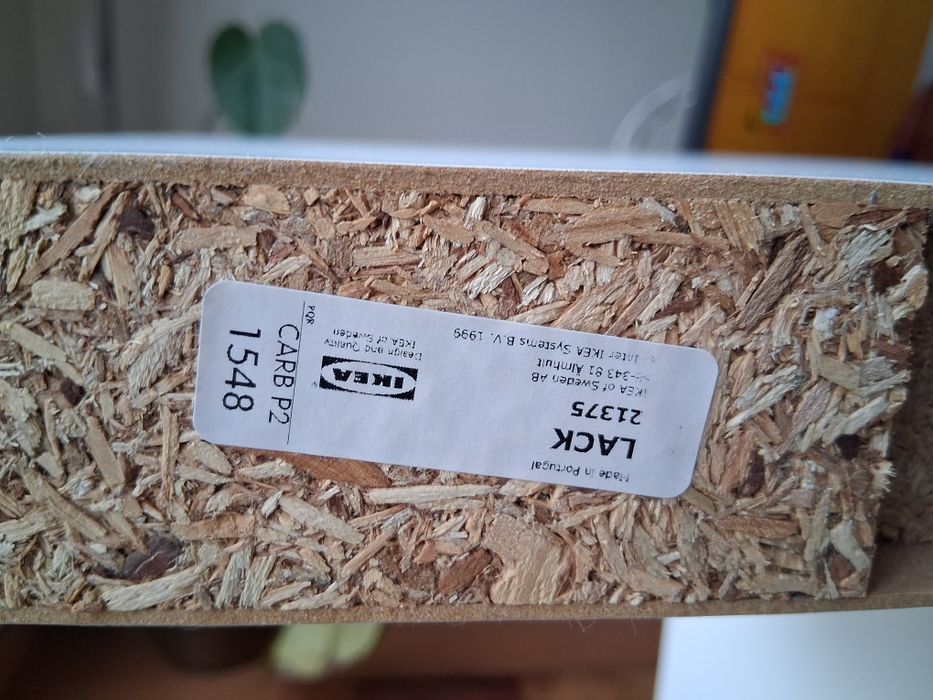 Made in Portugal
LACK
21375
IKEA of Sweden AB
SE-343 81 Älmhult
© Inter IKEA Systems B.V. 1999
IKEA
®
Design and Quality
IKEA of Sweden
PQR
CARB P2
1548